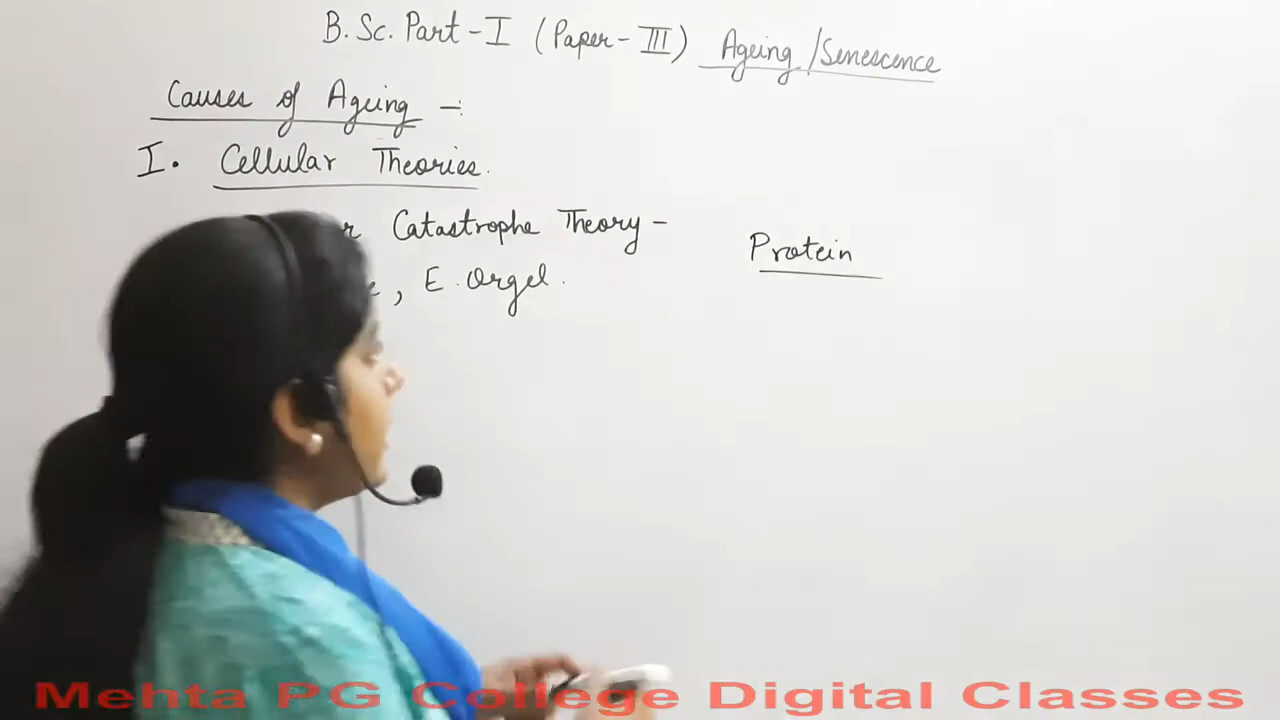 B.Sc. Part-I (Paper-III) Ageing/Senescence
Causes of Ageing -:
I. Cellular Theories.
Catastrophe Theory-
Protein
, E. Orgel.
Mehta PG College Digital Classes